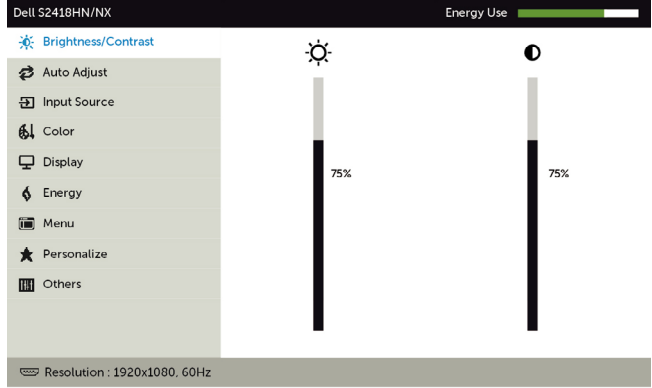 Dell S2418HN/NX Energy Use
Brightness/Contrast
Auto Adjust
Input Source
Color
Display
Energy
Menu
Personalize
Others
75% 75%
Resolution : 1920x1080, 60Hz